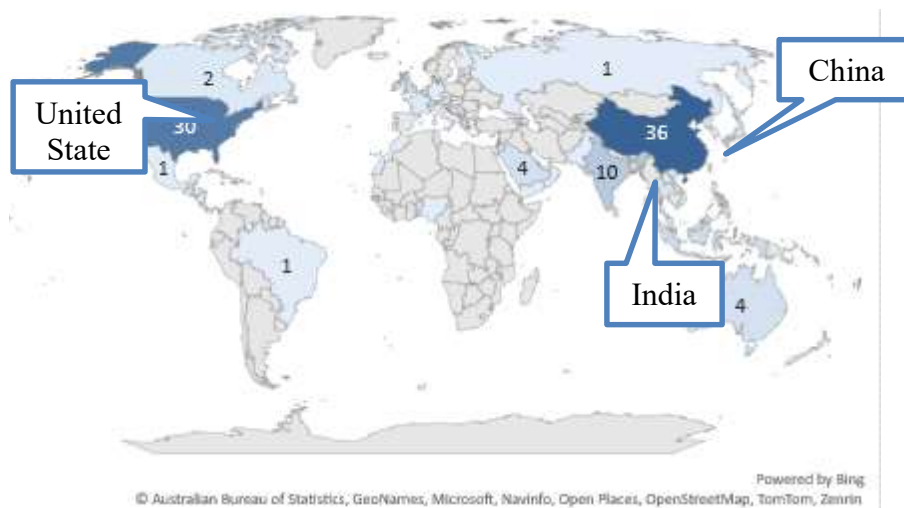 2
1
China
United
State
30
36
1
4
10
1
India
4
Powered by Bing
© Australian Bureau of Statistics, GeoNames, Microsoft, Navinfo, Open Places, OpenStreetMap, TomTom, Zenrin